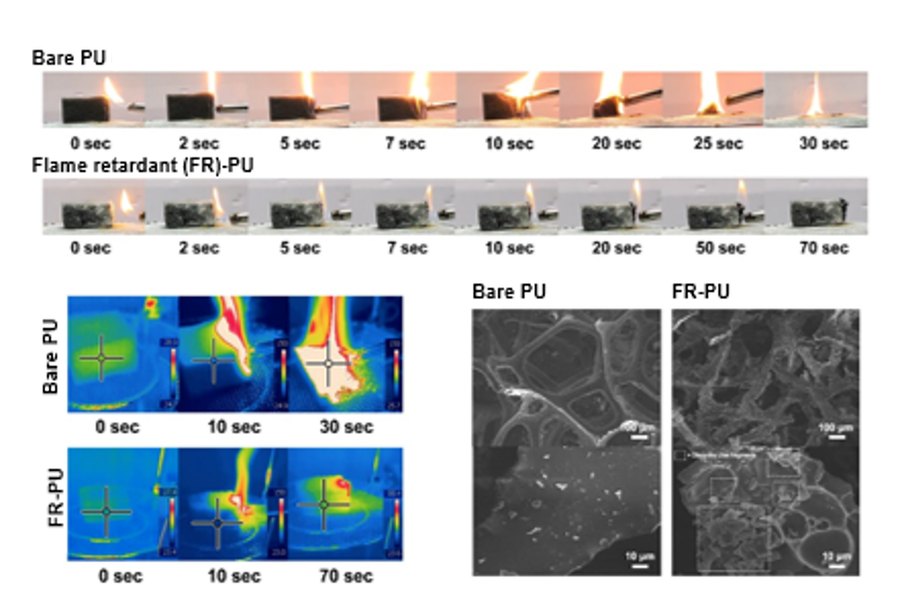 Bare PU
0 sec 2 sec 5 sec 7 sec 10 sec 20 sec 25 sec 30 sec
Flame retardant (FR)-PU
0 sec 2 sec 5 sec 7 sec 10 sec 20 sec 50 sec 70 sec
Bare PU
0 sec 10 sec 30 sec
FR-PU
0 sec 10 sec 70 sec
Bare PU FR-PU
100 μm
10 μm 10 μm